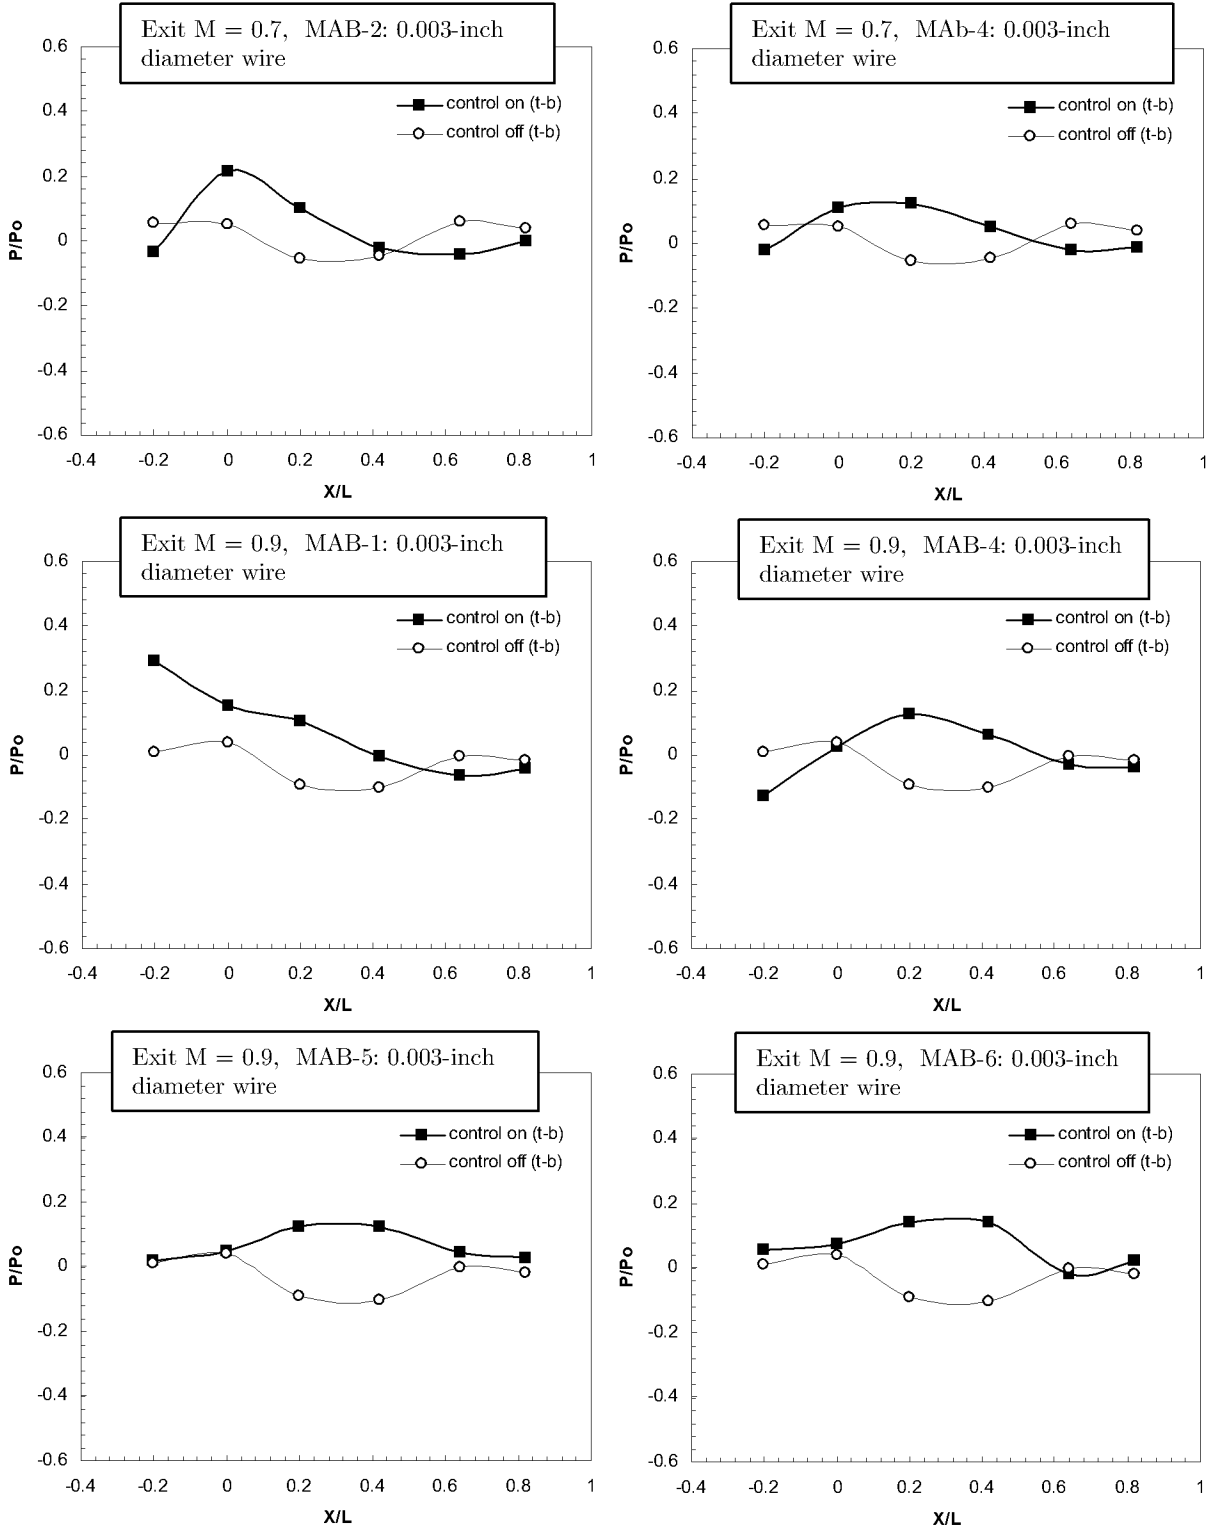 Exit M = 0.7, MAB-2: 0.003-inch
diameter wire
control on (t-b)
control off (t-b)
0.6
0.4
0.2
0
-0.2
-0.4
-0.6
P/Po
-0.4 -0.2 0 0.2 0.4 0.6 0.8 1
X/L
Exit M = 0.7, MAb-4: 0.003-inch
diameter wire
control on (t-b)
control off (t-b)
0.6
0.4
0.2
0
-0.2
-0.4
-0.6
P/Po
-0.4 -0.2 0 0.2 0.4 0.6 0.8 1
X/L
Exit M = 0.9, MAB-1: 0.003-inch
diameter wire
control on (t-b)
control off (t-b)
0.6
0.4
0.2
0
-0.2
-0.4
-0.6
P/Po
-0.4 -0.2 0 0.2 0.4 0.6 0.8 1
X/L
Exit M = 0.9, MAB-4: 0.003-inch
diameter wire
control on (t-b)
control off (t-b)
0.6
0.4
0.2
0
-0.2
-0.4
-0.6
P/Po
-0.4 -0.2 0 0.2 0.4 0.6 0.8 1
X/L
Exit M = 0.9, MAB-5: 0.003-inch
diameter wire
control on (t-b)
control off (t-b)
0.6
0.4
0.2
0
-0.2
-0.4
-0.6
P/Po
-0.4 -0.2 0 0.2 0.4 0.6 0.8 1
X/L
Exit M = 0.9, MAB-6: 0.003-inch
diameter wire
control on (t-b)
control off (t-b)
0.6
0.4
0.2
0
-0.2
-0.4
-0.6
P/Po
-0.4 -0.2 0 0.2 0.4 0.6 0.8 1
X/L